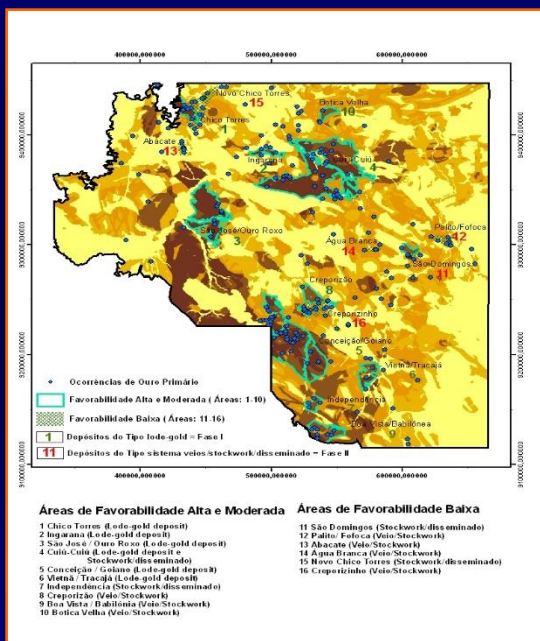 400000,000000 500000,000000 600000,000000
Novo Chico Torres
15
Botica Velha
10
Chico Torres
1
Abacate
13
Ingarana
2
Cuiú-Cuiú
4
São José/Ouro Roxo
3
Palito/Fofoca
12
Água Branca
14
São Domingos
11
Creporizão
8
Creporizinho
16
Conceição/Goiano
5
Vietnã/Tracajá
6
Independência
Boa Vista/Babilônia
9
Ocorrências de Ouro Primário
Favorabilidade Alta e Moderada ( Áreas: 1-10)
Favorabilidade Baixa ( Áreas: 11-16)
1 Depósitos do Tipo lode-gold = Fase I
11 Depósitos do Tipo sistema veios/stockwork/disseminado = Fase II
400000,000000 500000,000000 600000,000000
Áreas de Favorabilidade Alta e Moderada
1 Chico Torres (Lode-gold deposit)
2 Ingarana (Lode-gold deposit)
3 São José / Ouro Roxo (Lode-gold deposit)
4 Cuiú-Cuiú (Lode-gold deposit e
Stockwork/disseminado)
5 Conceição / Goiano (Lode-gold deposit)
6 Vietnã / Tracajá (Lode-gold deposit)
7 Independência (Stockwork/disseminado)
8 Creporizão (Veio/Stockwork)
9 Boa Vista / Babilônia (Veio/Stockwork)
10 Botica Velha (Veio/Stockwork)
Áreas de Favorabilidade Baixa
11 São Domingos (Stockwork/disseminado)
12 Palito/ Fofoca (Veio/Stockwork)
13 Abacate (Veio/Stockwork)
14 Água Branca (Veio/Stockwork)
15 Novo Chico Torres (Stockwork/disseminado)
16 Creporizinho (Veio/Stockwork)